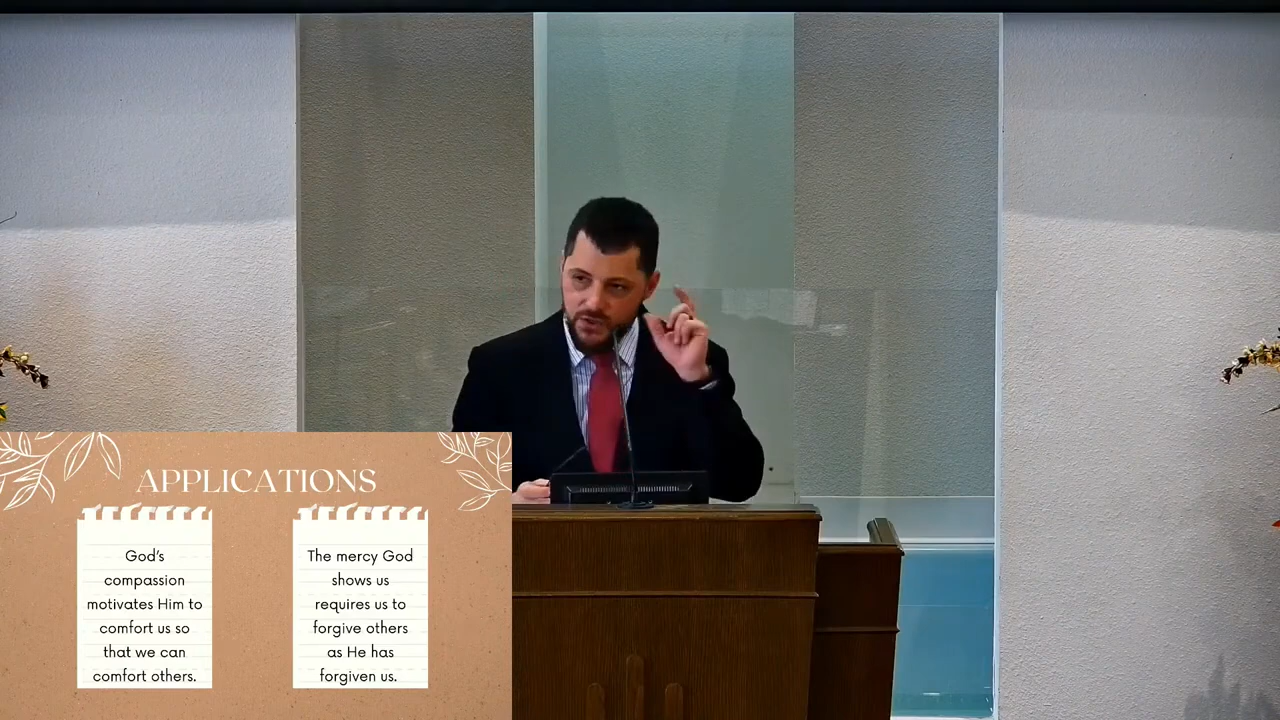 APPLICATIONS
God's
compassion
motivates Him to
comfort us so
that we can
comfort others.
The mercy God
shows us
requires us to
forgive others
as He has
forgiven us.